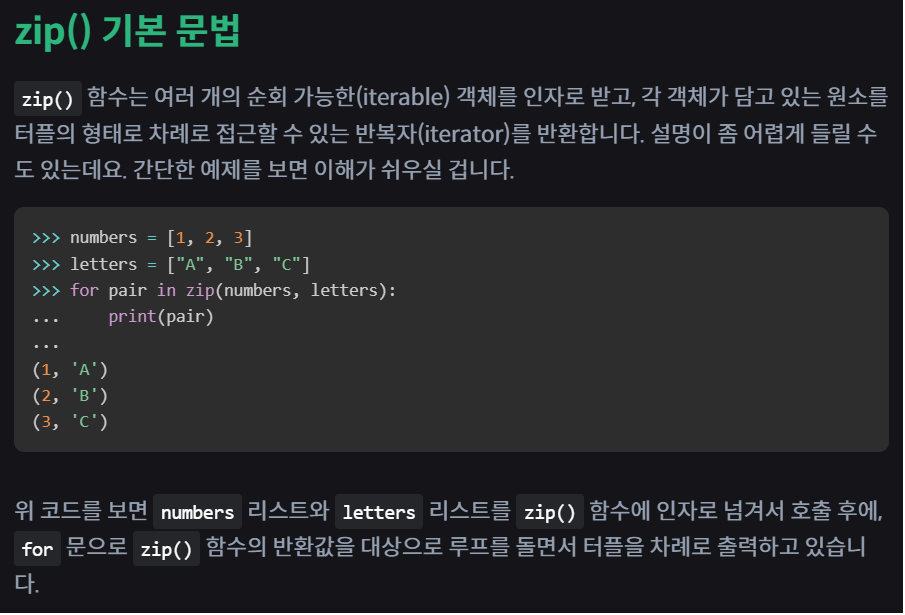 zip() 기본 문법
zip() 함수는 여러 개의 순회 가능한(iterable) 객체를 인자로 받고, 각 객체가 담고 있는 원소를
터플의 형태로 차례로 접근할 수 있는 반복자(iterator)를 반환합니다. 설명이 좀 어렵게 들릴 수
도 있는데요. 간단한 예제를 보면 이해가 쉬우실 겁니다.
>>> numbers = [1, 2, 3]
>>> letters = ["A", "B", "C"]
>>> for pair in zip(numbers, letters):
...     print(pair)
...
(1, 'A')
(2, 'B')
(3, 'C')
위 코드를 보면 numbers 리스트와 letters 리스트를 zip() 함수에 인자로 넘겨서 호출 후에,
for 문으로 zip() 함수의 반환값을 대상으로 루프를 돌면서 터플을 차례로 출력하고 있습니
다.